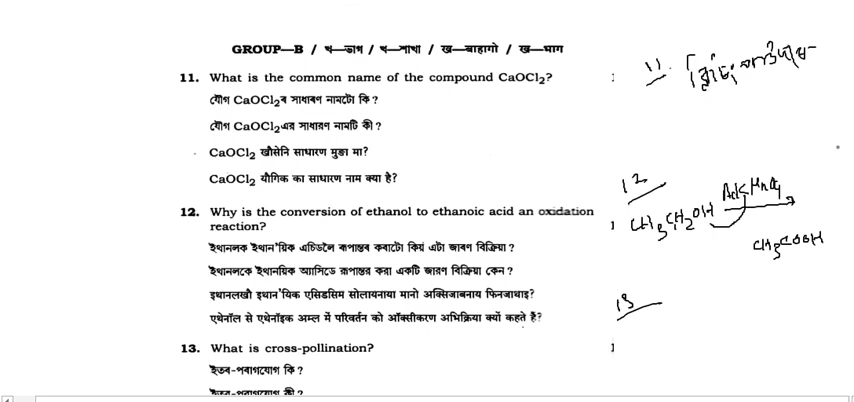 GROUP—B / খ—ভাগ / খ—শাখা / ख—बाहागो / ख—भाग
11. What is the common name of the compound CaOCl₂? 1
যৌগ CaOCl₂ৰ সাধাৰণ নামটো কি ?
যৌগ CaOCl₂এর সাধারণ নামটি কী ?
CaOCl₂ खौसेनि साधारण मुङा मा?
CaOCl₂ यौगिक का साधारण नाम क्या है?
11.
12. Why is the conversion of ethanol to ethanoic acid an oxidation
reaction? 1
ইথানলক ইথান'য়িক এচিডলৈ ৰূপান্তৰ কৰাটো কিয় এটা জাৰণ বিক্ৰিয়া ?
ইথানলকে ইথানয়িক অ্যাসিডে রূপান্তর করা একটি জারণ বিক্রিয়া কেন ?
इथानलखौ इथान'यिक एसिडसिम सोलायनाया मानो अक्सिजाबनाय फिनजाथाइ?
एथेनॉल से एथेनॉइक अम्ल में परिवर्तन को ऑक्सीकरण अभिक्रिया क्यों कहते है?
12
CH₃CH₂OH
CH₃COOH
13
13. What is cross-pollination? 1
ইতৰ-পৰাগযোগ কি ?
ইতর-পরাগযোগ কী ?